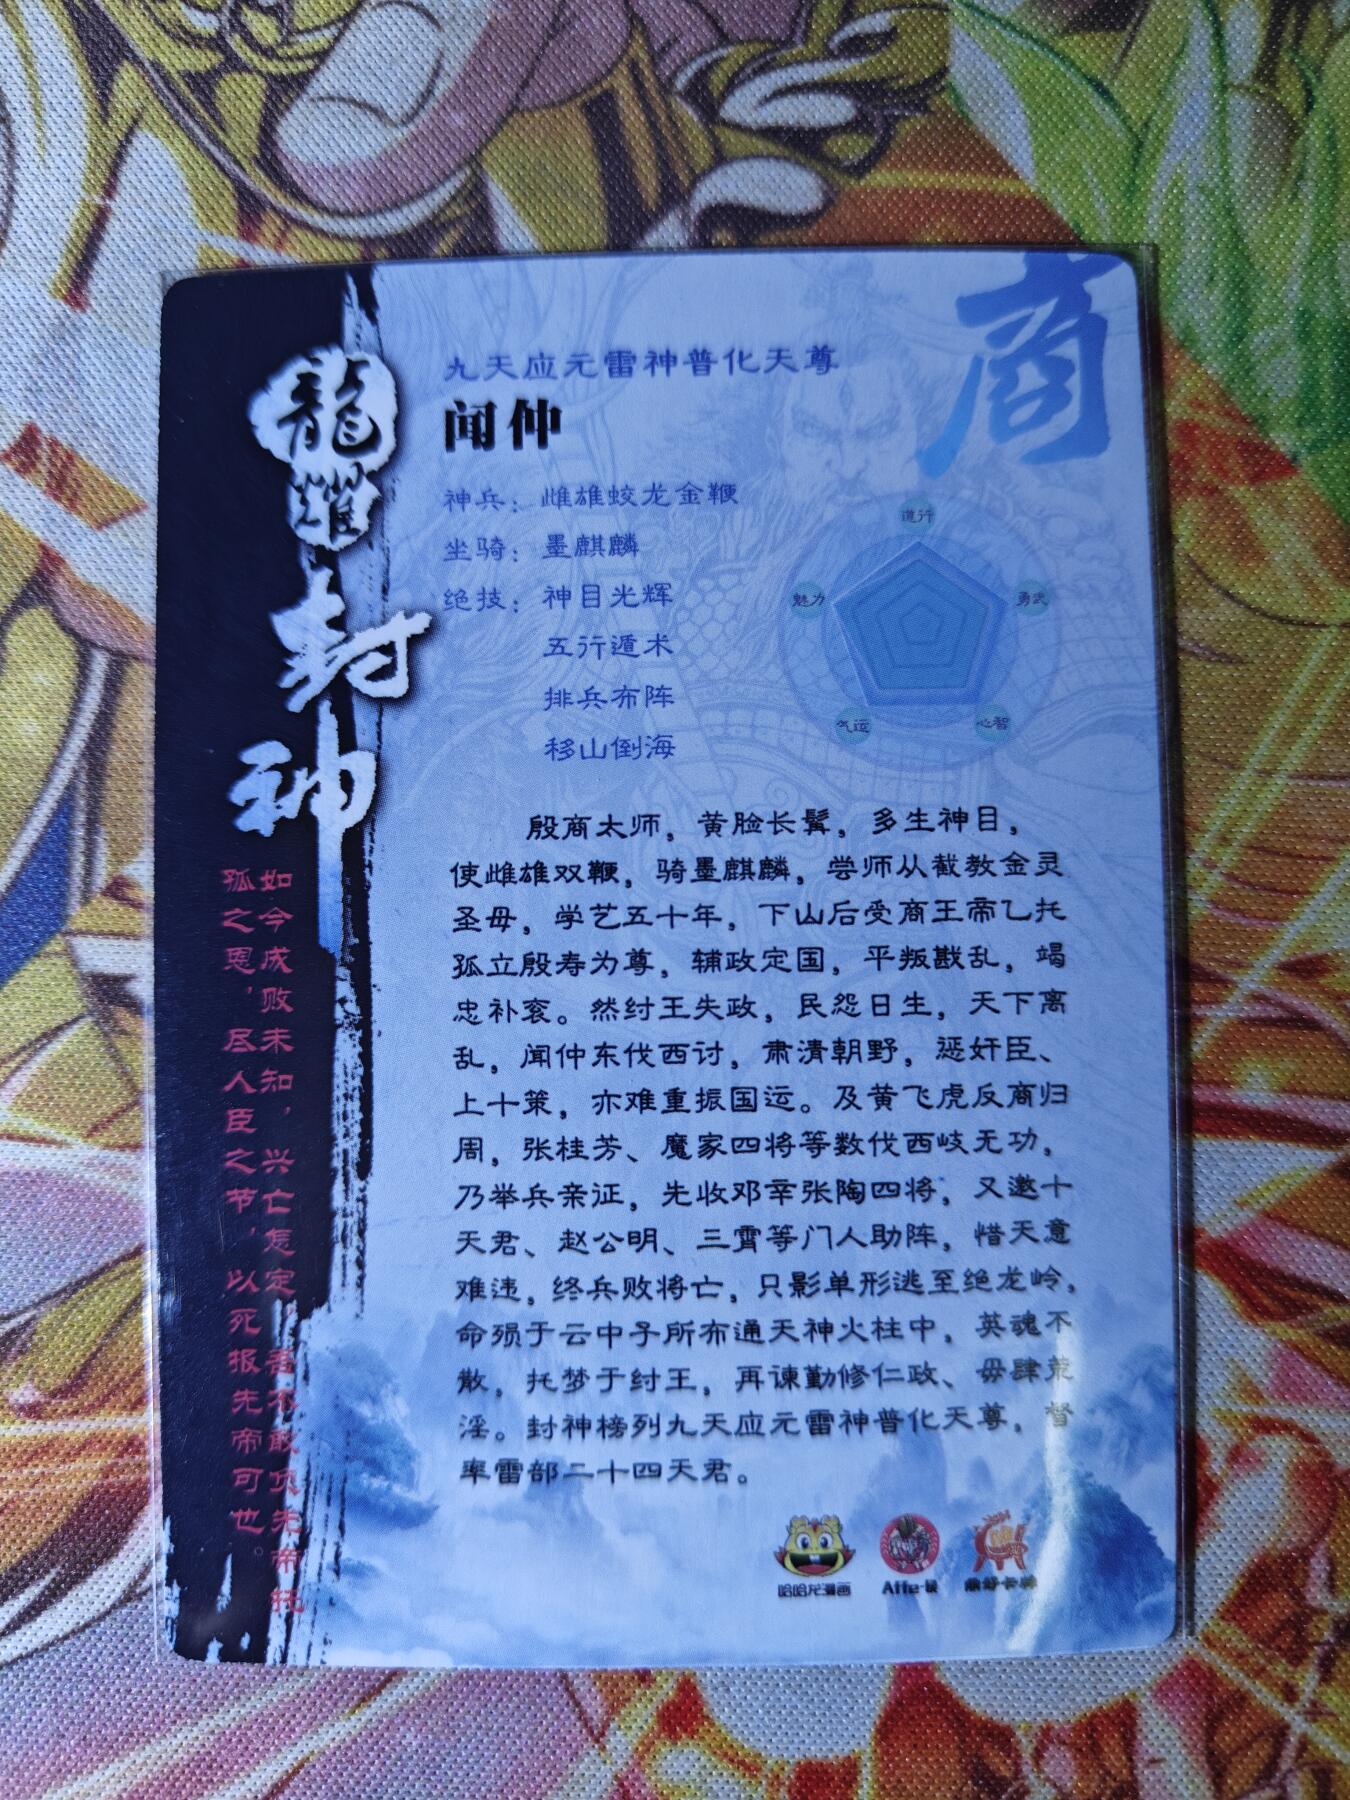 商
龍
躍
封
神
九天应元雷神普化天尊
闻仲
神兵：雌雄蛟龙金鞭
坐骑：墨麒麟
绝技：神目光辉
五行遁术
排兵布阵
移山倒海
道行
魅力
勇武
气运
心智
殷商太师，黄脸长髯，多生神目，
使雌雄双鞭，骑墨麒麟，尝师从截教金灵
圣母，学艺五十年，下山后受商王帝乙托
孤立殷寿为尊，辅政定国，平叛戡乱，竭
忠补衮。然纣王失政，民怨日生，天下离
乱，闻仲东伐西讨，肃清朝野，惩奸臣、
上十策，亦难重振国运。及黄飞虎反商归
周，张桂芳、魔家四将等数伐西岐无功，
乃举兵亲征，先收邓辛张陶四将，又邀十
天君、赵公明、三霄等门人助阵，惜天意
难违，终兵败将亡，只影单形逃至绝龙岭，
命殒于云中子所布通天神火柱中，英魂不
散，托梦于纣王，再谏勤修仁政、毋肆荒
淫。封神榜列九天应元雷神普化天尊，督
率雷部二十四天君。
如今成败未知，兴亡怎定，吾不敢负先帝托
孤之恩，尽人臣之节，以死报先帝可也。
哈哈龙漫画